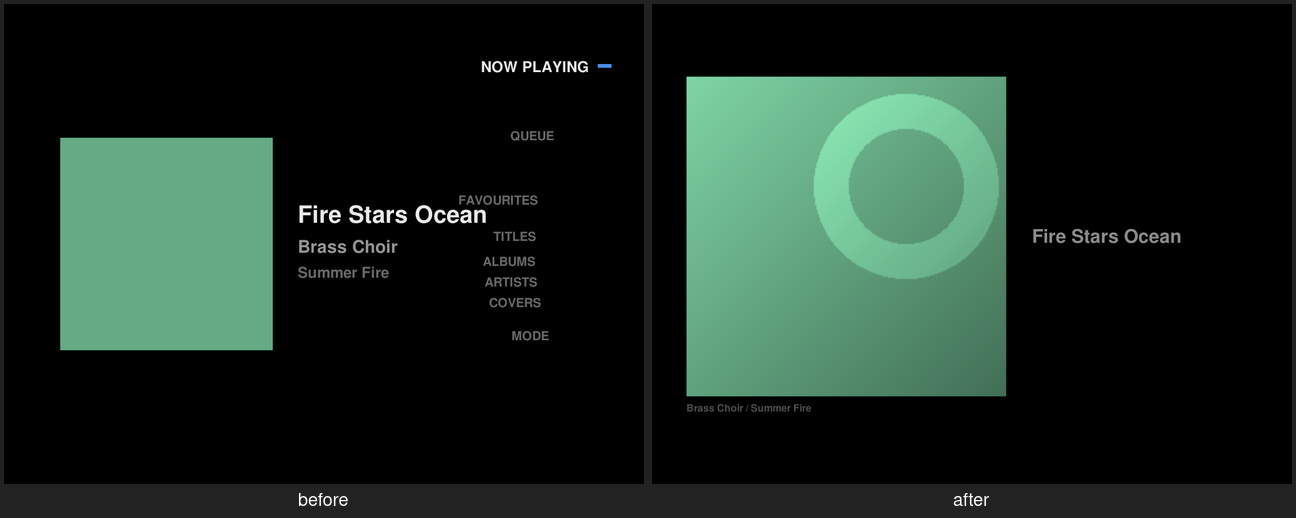 NOW PLAYING
QUEUE
FAVOURITES
Fire Stars Ocean
TITLES
Brass Choir
ALBUMS
Summer Fire
ARTISTS
COVERS
MODE
before
Fire Stars Ocean
Brass Choir / Summer Fire
after